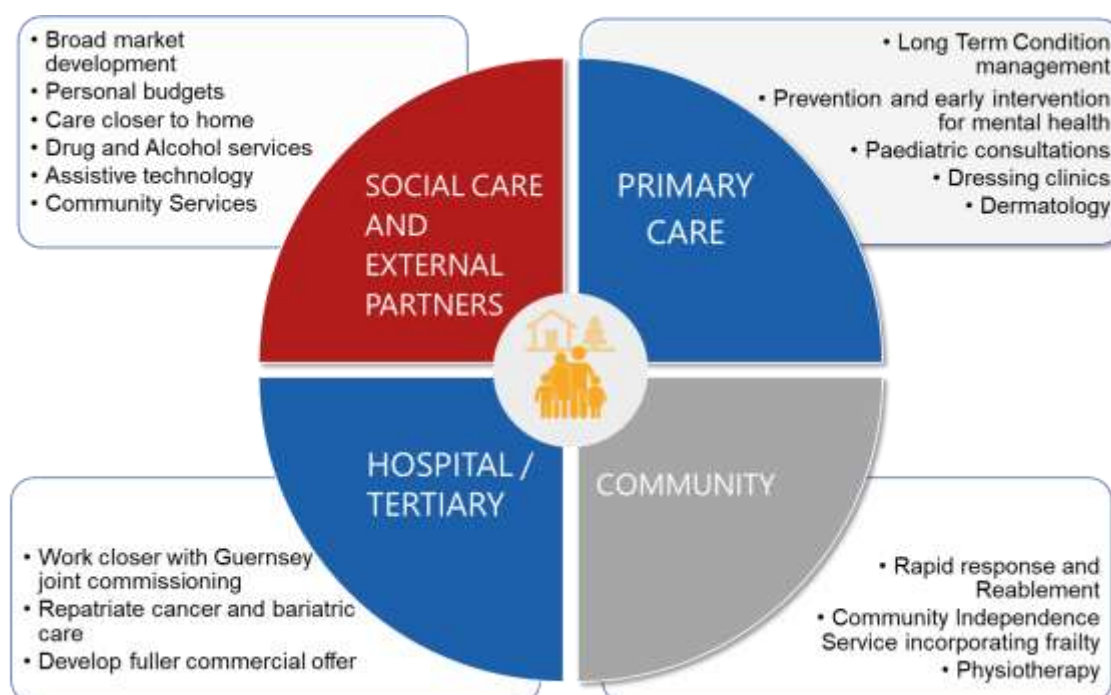 • Broad market
development
• Personal budgets
• Care closer to home
• Drug and Alcohol services
• Assistive technology
• Community Services
SOCIAL CARE
AND
EXTERNAL
PARTNERS
PRIMARY
CARE
• Long Term Condition
management
• Prevention and early intervention
for mental health
• Paediatric consultations
• Dressing clinics
• Dermatology
HOSPITAL /
TERTIARY
• Work closer with Guernsey
joint commissioning
• Repatriate cancer and bariatric
care
• Develop fuller commercial offer
COMMUNITY
• Rapid response and
Reablement
• Community Independence
Service incorporating frailty
• Physiotherapy